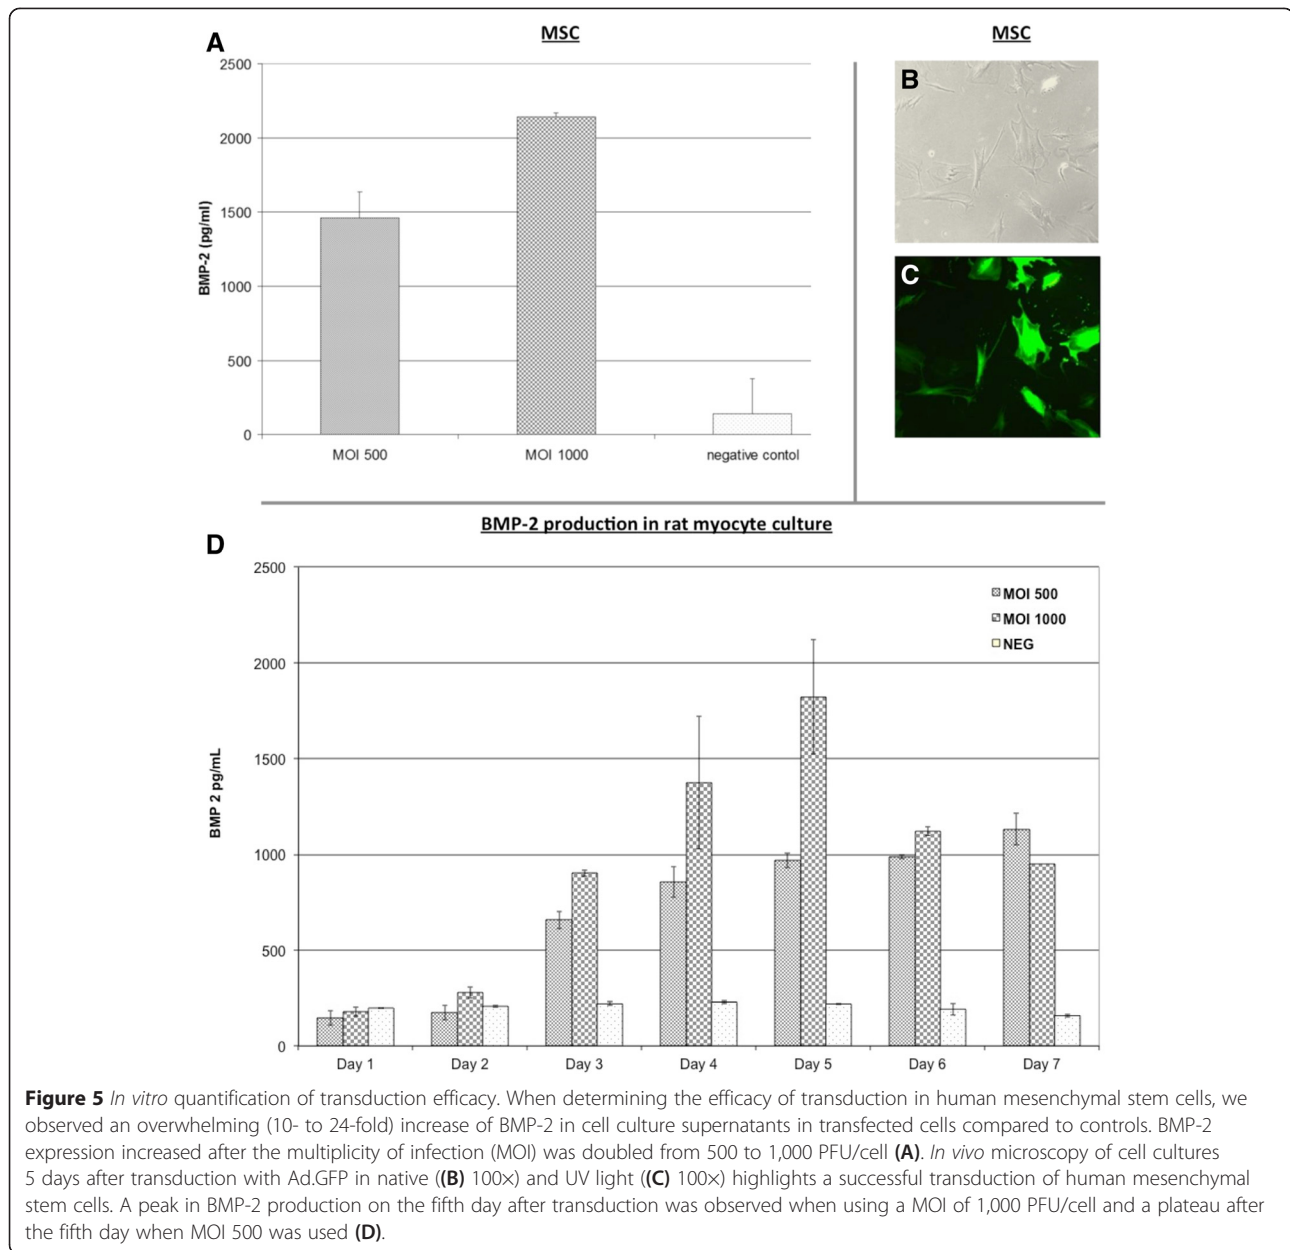 A
MSC
2500
2000
1500
1000
500
0
BMP-2 (pg/ml)
MOI 500
MOI 1000
negative contol
MSC
B
C
BMP-2 production in rat myocyte culture
D
2500
2000
1500
1000
500
0
BMP 2 pg/mL
MOI 500
MOI 1000
NEG
Day 1
Day 2
Day 3
Day 4
Day 5
Day 6
Day 7
Figure 5 In vitro quantification of transduction efficacy. When determining the efficacy of transduction in human mesenchymal stem cells, we
observed an overwhelming (10- to 24-fold) increase of BMP-2 in cell culture supernatants in transfected cells compared to controls. BMP-2
expression increased after the multiplicity of infection (MOI) was doubled from 500 to 1,000 PFU/cell (A). In vivo microscopy of cell cultures
5 days after transduction with Ad.GFP in native ((B) 100×) and UV light ((C) 100×) highlights a successful transduction of human mesenchymal
stem cells. A peak in BMP-2 production on the fifth day after transduction was observed when using a MOI of 1,000 PFU/cell and a plateau after
the fifth day when MOI 500 was used (D).